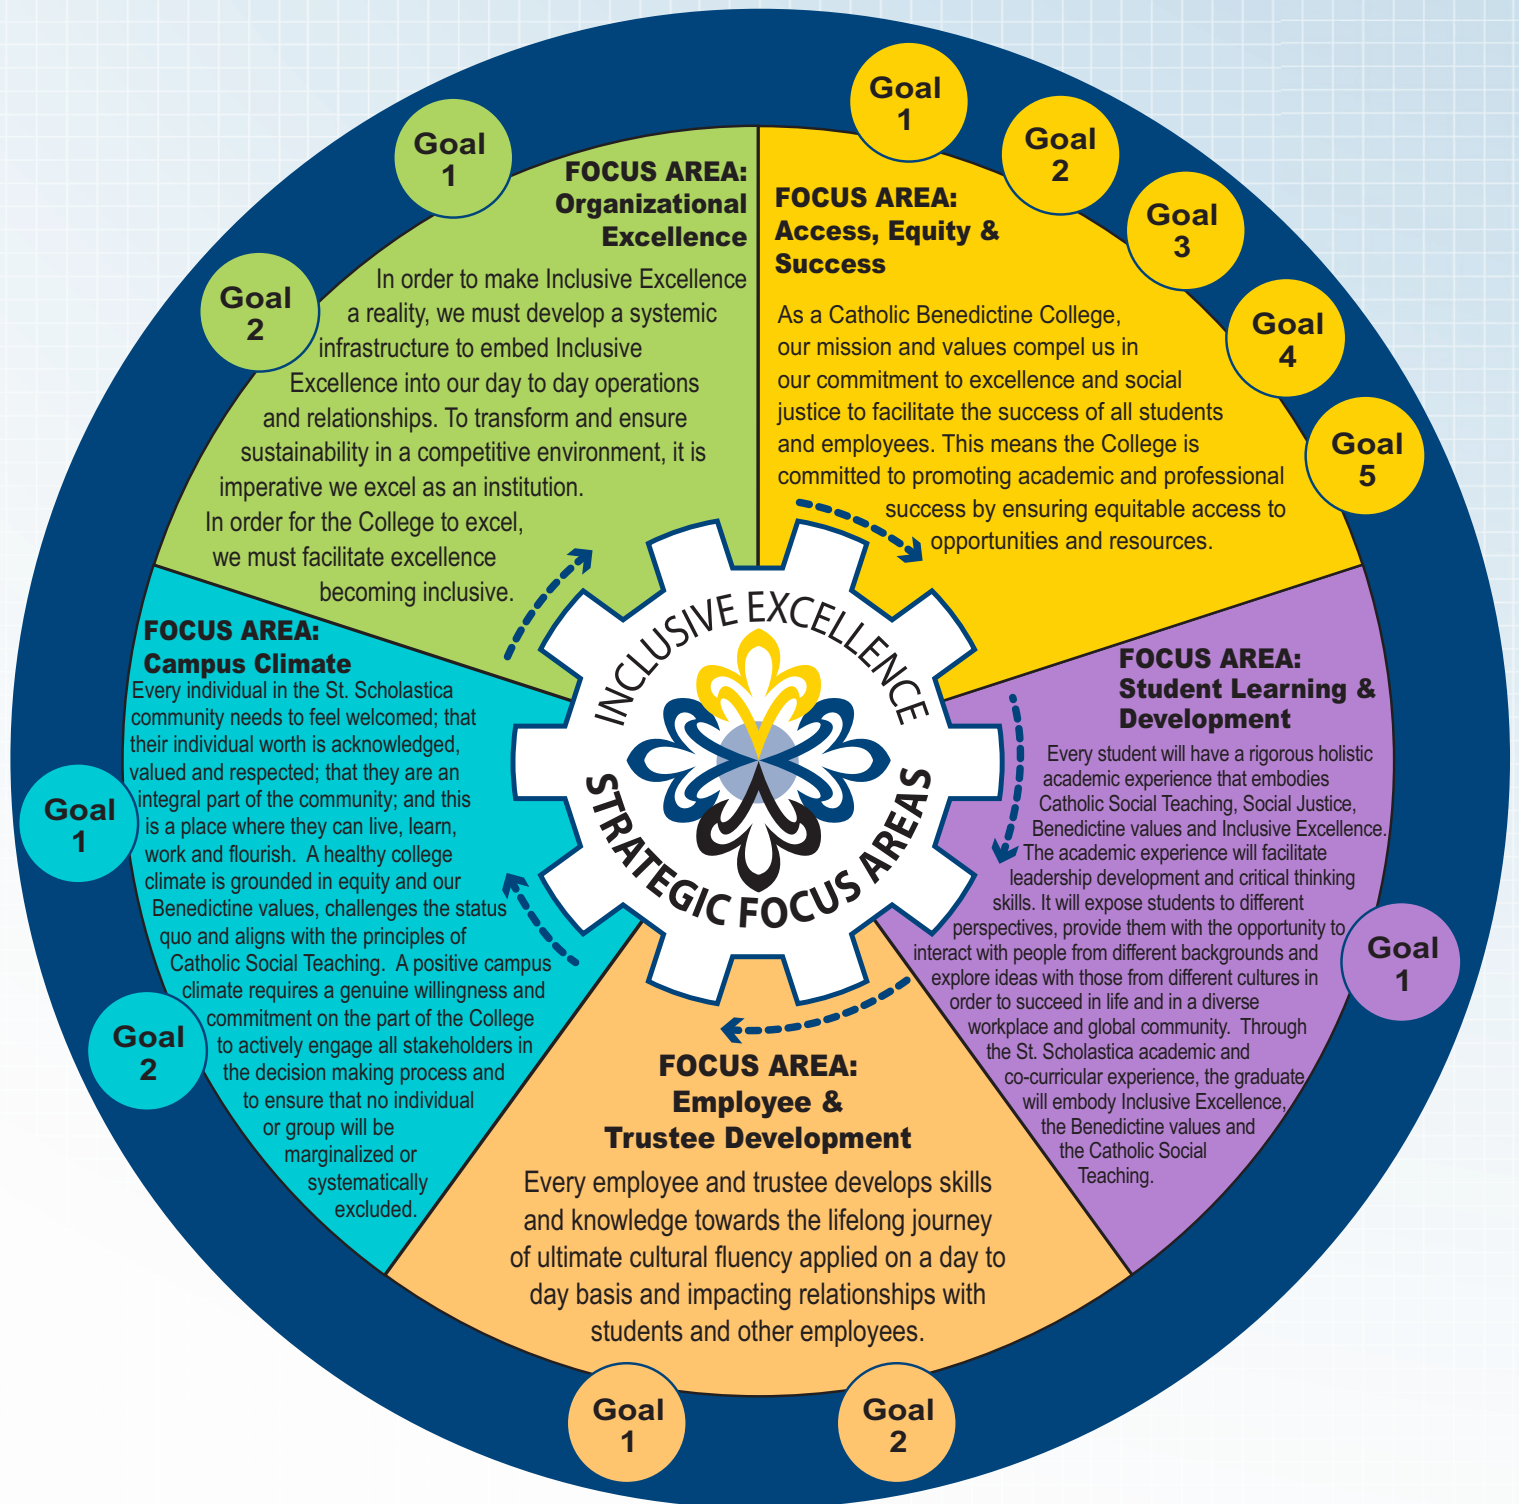 INCLUSIVE EXCELLENCE
STRATEGIC FOCUS AREAS
Goal
1
Goal
2
Goal
3
Goal
4
Goal
5
FOCUS AREA:
Access, Equity &
Success
As a Catholic Benedictine College,
our mission and values compel us in
our commitment to excellence and social
justice to facilitate the success of all students
and employees. This means the College is
committed to promoting academic and professional
success by ensuring equitable access to
opportunities and resources.
FOCUS AREA:
Student Learning &
Development
Every student will have a rigorous holistic
academic experience that embodies
Catholic Social Teaching, Social Justice,
Benedictine values and Inclusive Excellence.
The academic experience will facilitate
leadership development and critical thinking
skills. It will expose students to different
perspectives, provide them with the opportunity to
interact with people from different backgrounds and
explore ideas with those from different cultures in
order to succeed in life and in a diverse
workplace and global community. Through
the St. Scholastica academic and
co-curricular experience, the graduate
will embody Inclusive Excellence,
the Benedictine values and
the Catholic Social
Teaching.
Goal
1
FOCUS AREA:
Employee &
Trustee Development
Every employee and trustee develops skills
and knowledge towards the lifelong journey
of ultimate cultural fluency applied on a day to
day basis and impacting relationships with
students and other employees.
Goal
1
Goal
2
FOCUS AREA:
Campus Climate
Every individual in the St. Scholastica
community needs to feel welcomed; that
their individual worth is acknowledged,
valued and respected; that they are an
integral part of the community; and this
is a place where they can live, learn,
work and flourish. A healthy college
climate is grounded in equity and our
Benedictine values, challenges the status
quo and aligns with the principles of
Catholic Social Teaching. A positive campus
climate requires a genuine willingness and
commitment on the part of the College
to actively engage all stakeholders in
the decision making process and
to ensure that no individual
or group will be
marginalized or
systematically
excluded.
Goal
1
Goal
2
FOCUS AREA:
Organizational
Excellence
In order to make Inclusive Excellence
a reality, we must develop a systemic
infrastructure to embed Inclusive
Excellence into our day to day operations
and relationships. To transform and ensure
sustainability in a competitive environment, it is
imperative we excel as an institution.
In order for the College to excel,
we must facilitate excellence
becoming inclusive.
Goal
1
Goal
2